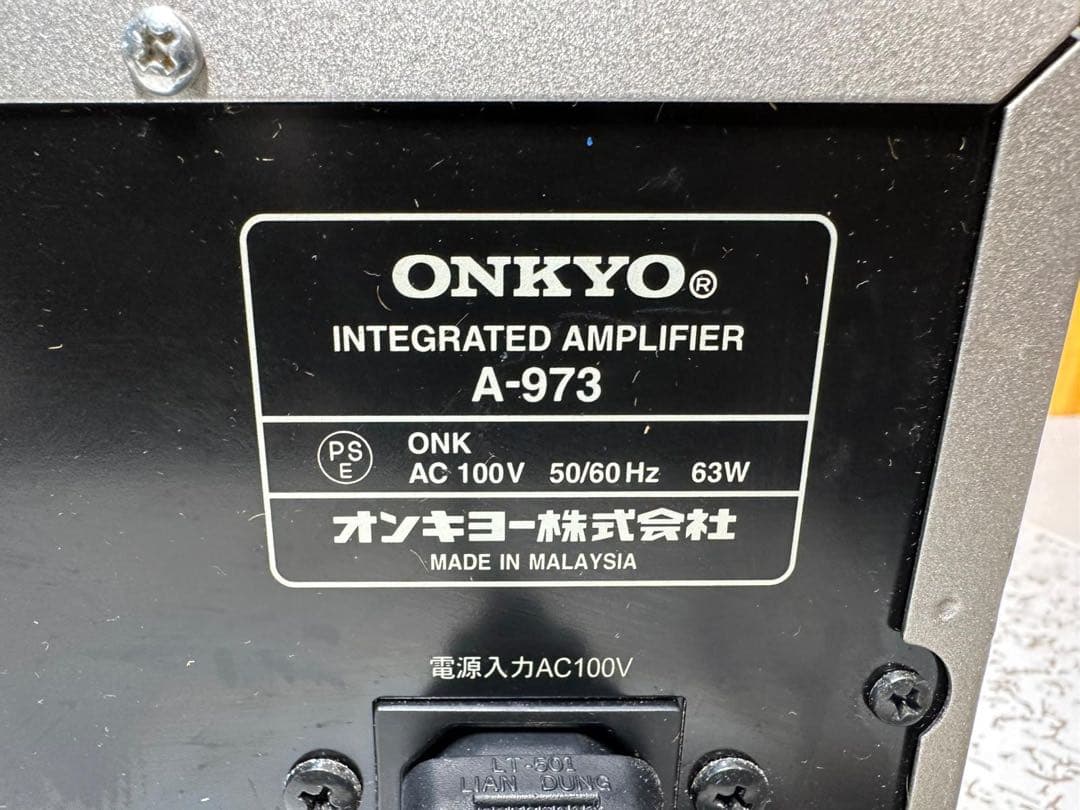 ONKYO®
INTEGRATED AMPLIFIER
A-973
PS
E
ONK
AC 100V 50/60 Hz 63W
オンキヨー株式会社
MADE IN MALAYSIA
電源入力AC100V
LT-501
LIAN DUNG